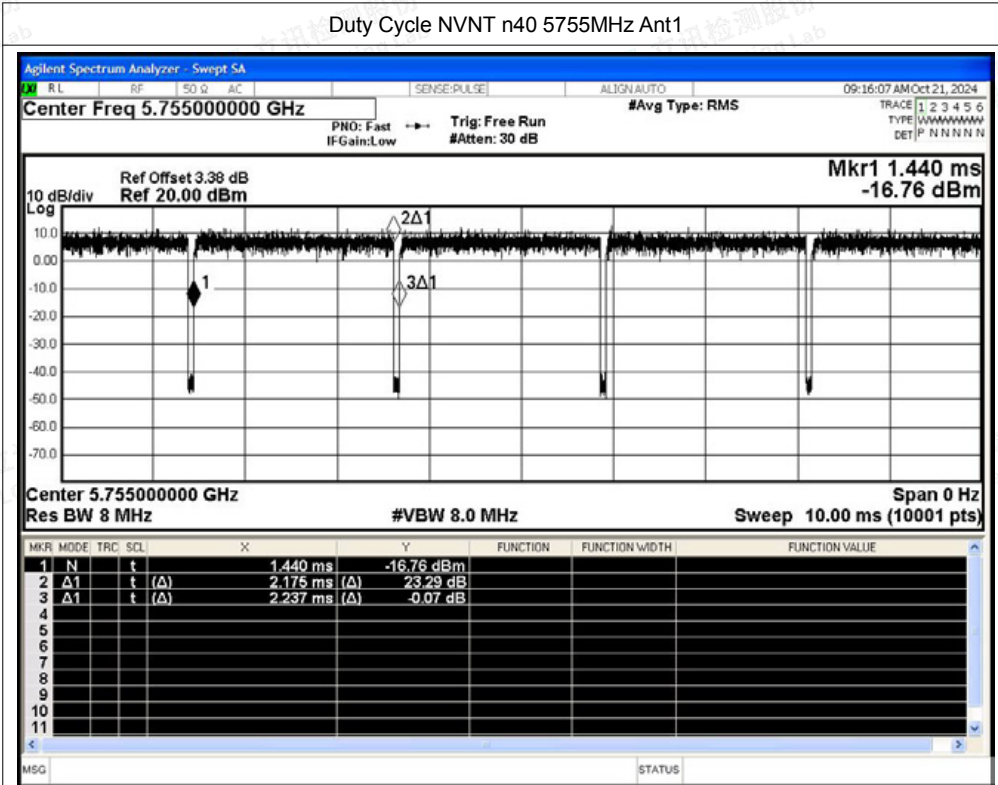 Duty Cycle NVNT n40 5755MHz Ant1
Agilent Spectrum Analyzer - Swept SA
RL RF 50 Ω AC SENSE:PULSE ALIGNAUTO 09:16:07 AM Oct 21, 2024
Center Freq 5.755000000 GHz #Avg Type: RMS TRACE 1 2 3 4 5 6
PNO: Fast Trig: Free Run TYPE
IFGain:Low #Atten: 30 dB DET P N N N N N
Mkr1 1.440 ms
Ref Offset 3.38 dB
10 dB/div Ref 20.00 dBm -16.76 dBm
Log
10.0
0.00
-10.0
-20.0
-30.0
-40.0
-50.0
-60.0
-70.0
2Δ1
1
3Δ1
Center 5.755000000 GHz Span 0 Hz
Res BW 8 MHz #VBW 8.0 MHz Sweep 10.00 ms (10001 pts)
MKR MODE TRC SCL X Y FUNCTION FUNCTION WIDTH FUNCTION VALUE
1 N t 1.440 ms -16.76 dBm
2 Δ1 t (Δ) 2.175 ms (Δ) 23.29 dB
3 Δ1 t (Δ) 2.237 ms (Δ) -0.07 dB
4
5
6
7
8
9
10
11
MSG STATUS